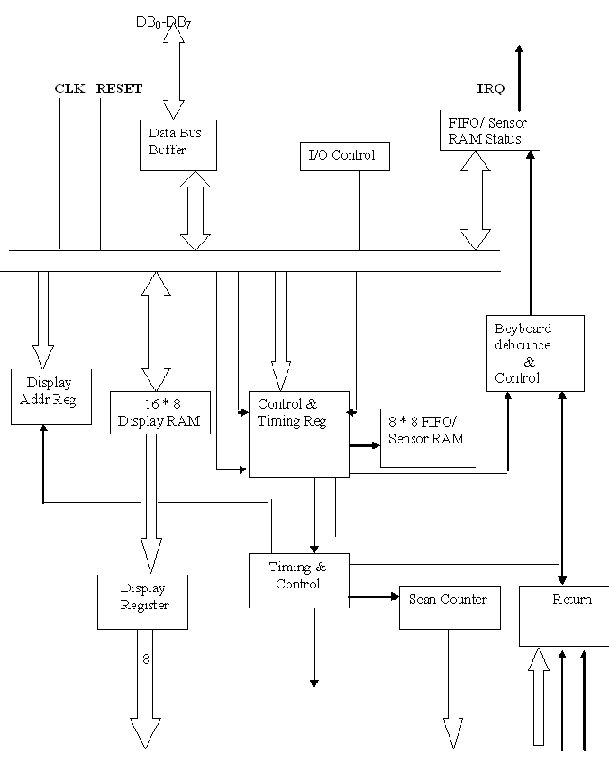 DB0-DB7
CLK RESET
IRQ
Data Bus
Buffer
I/O Control
FIFO/ Sensor
RAM Status
Display
Addr Reg
16 * 8
Display RAM
Control &
Timing Reg
8 * 8 FIFO/
Sensor RAM
Keyboard
debounce
&
Control
Display
Register
Timing &
Control
Scan Counter
Return
8